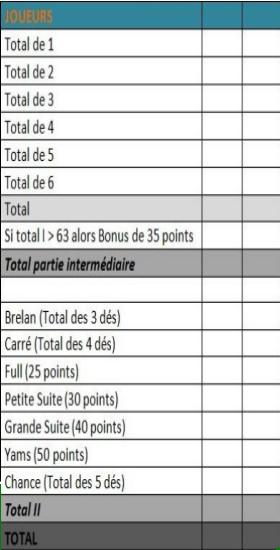 JOUEURS
Total de 1
Total de 2
Total de 3
Total de 4
Total de 5
Total de 6
Total
Si total I > 63 alors Bonus de 35 points
Total partie intermédiaire
Brelan (Total des 3 dés)
Carré (Total des 4 dés)
Full (25 points)
Petite Suite (30 points)
Grande Suite (40 points)
Yams (50 points)
Chance (Total des 5 dés)
Total II
TOTAL